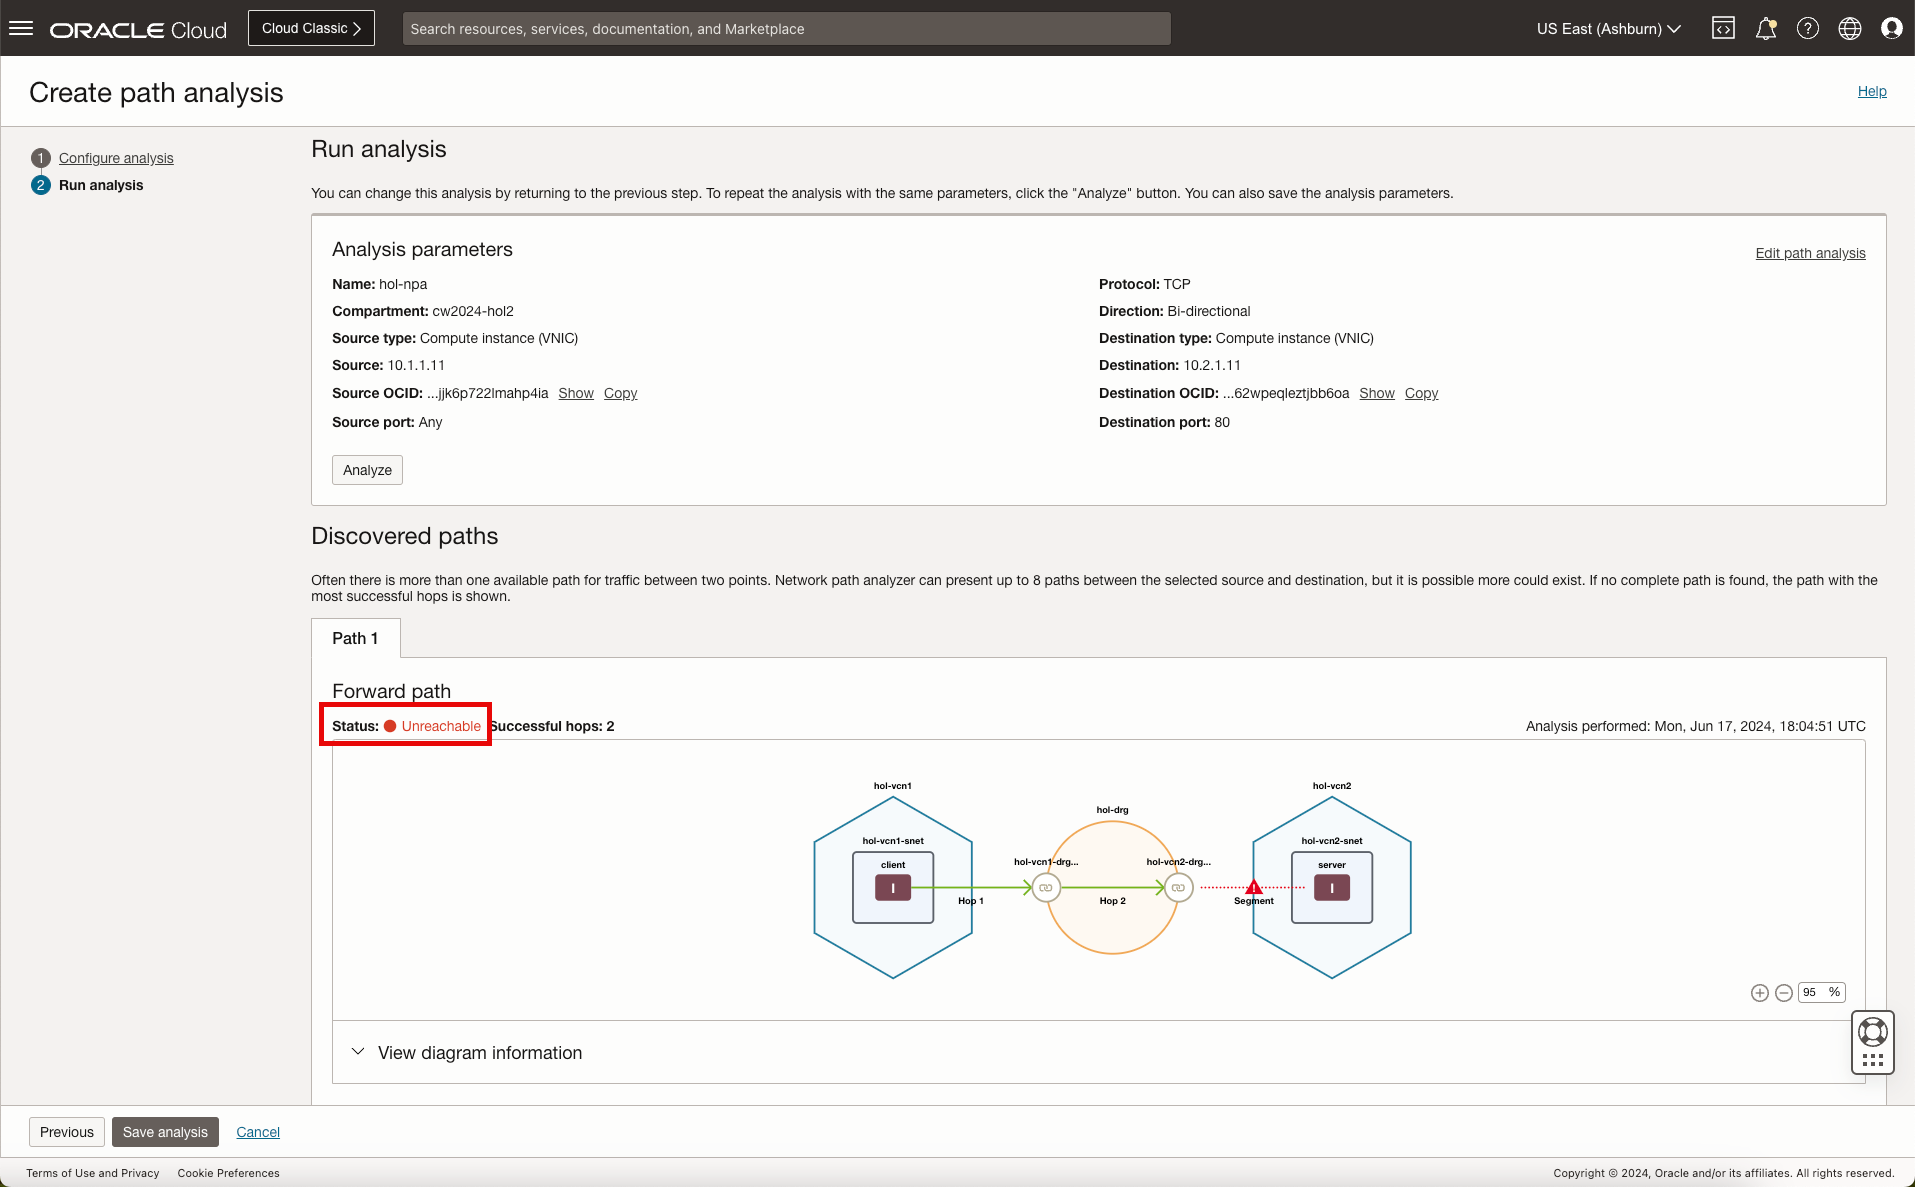 ORACLE Cloud
Cloud Classic
Search resources, services, documentation, and Marketplace
US East (Ashburn)
Create path analysis
Help
1 Configure analysis
2 Run analysis
Run analysis
You can change this analysis by returning to the previous step. To repeat the analysis with the same parameters, click the "Analyze" button. You can also save the analysis parameters.
Analysis parameters
Edit path analysis
Name: hol-npa
Compartment: cw2024-hol2
Source type: Compute instance (VNIC)
Source: 10.1.1.11
Source OCID: ...jjk6p722lmahp4ia Show Copy
Source port: Any
Protocol: TCP
Direction: Bi-directional
Destination type: Compute instance (VNIC)
Destination: 10.2.1.11
Destination OCID: ...62wpeqleztjbb6oa Show Copy
Destination port: 80
Analyze
Discovered paths
Often there is more than one available path for traffic between two points. Network path analyzer can present up to 8 paths between the selected source and destination, but it is possible more could exist. If no complete path is found, the path with the
most successful hops is shown.
Path 1
Forward path
Status: Unreachable Successful hops: 2
Analysis performed: Mon, Jun 17, 2024, 18:04:51 UTC
hol-vcn1
hol-vcn1-snet
client
I
Hop 1
hol-drg
hol-vcn1-drg...
hol-vcn2-drg...
Hop 2
Segment
hol-vcn2
hol-vcn2-snet
server
I
95 %
View diagram information
Previous
Save analysis
Cancel
Terms of Use and Privacy
Cookie Preferences
Copyright © 2024, Oracle and/or its affiliates. All rights reserved.